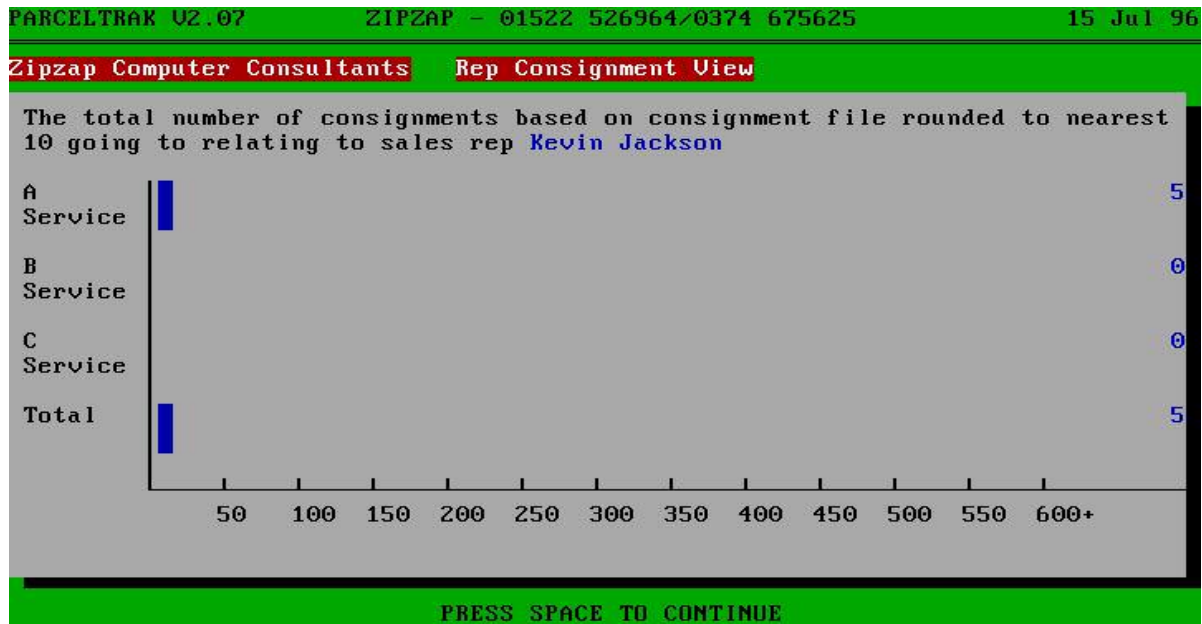 PARCELTRAK V2.07 ZIPZAP - 01522 526964/0374 675625 15 Jul 96
Zipzap Computer Consultants Rep Consignment View
The total number of consignments based on consignment file rounded to nearest
10 going to relating to sales rep Kevin Jackson
A 5
Service
B 0
Service
C 0
Service
Total 5
50 100 150 200 250 300 350 400 450 500 550 600+
PRESS SPACE TO CONTINUE